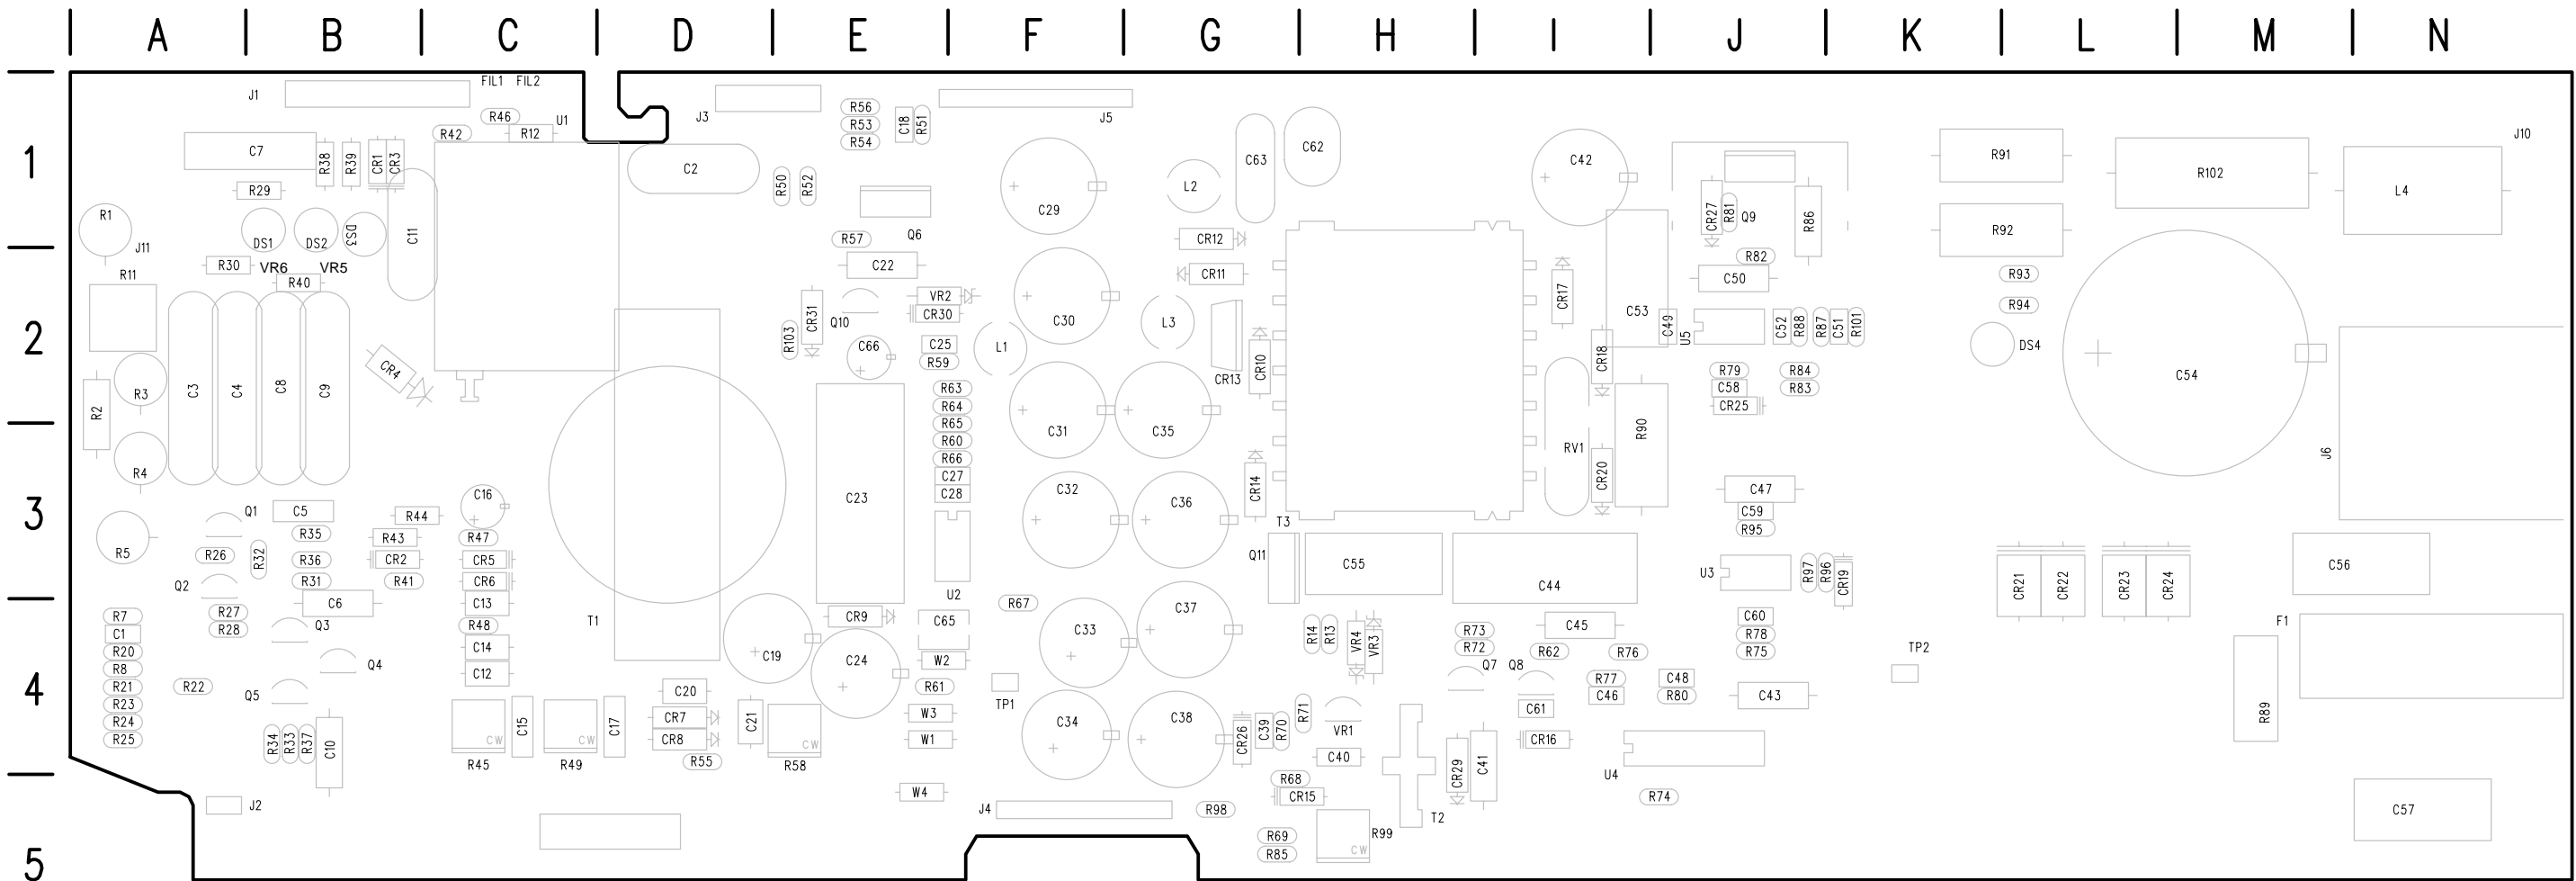 A B C D E F G H I J K L M N
FIL1 FIL2
J1
J3
J5
R56
R53
R54
C18
R51
R46
U1
R42
R12
C7
R38
R39
CR1
CR3
C2
R50
R52
C29
L2
C63
C62
C42
R91
R102
L4
J10
1
R29
R1
J11
DS1
DS2
DS3
C11
R57
Q6
CR12
CR27
R81
Q9
R86
R92
R30
VR6
VR5
R40
R11
C22
CR11
R82
C50
R93
R94
CR31
VR2
CR30
Q10
R103
C66
C25
R59
C30
L1
L3
CR10
CR13
CR17
C53
CR18
C49
U5
C52
R88
R87
C51
R101
DS4
C54
2
C3
C4
C8
C9
CR4
R3
R2
R63
R64
R65
R60
R66
C27
C28
C31
C35
R79
C58
CR25
R84
R83
R90
RV1
CR20
R4
C16
C23
C32
C36
CR14
T3
C47
C59
R95
J6
3
Q1
C5
R44
R35
R43
R47
R5
R26
R32
R36
CR2
CR5
Q2
R31
R41
CR6
U2
Q11
C55
C44
U3
R97
R96
CR19
CR21
CR22
CR23
CR24
C56
R7
C1
R20
R8
R21
R23
R24
R25
R27
R28
C6
Q3
Q4
Q5
R22
C13
R48
C14
C12
T1
C19
CR9
C24
C65
W2
R61
W3
W1
R67
C33
C37
R14
R13
VR4
VR3
R73
R72
C45
R62
R76
C60
R78
R75
TP2
F1
4
R34
R33
R37
C10
CW
C15
C17
R45
R49
C20
CR7
CR8
R55
C21
CW
R58
TP1
C34
C38
CR26
C39
R70
R71
VR1
C40
Q7
Q8
R77
C46
C48
R80
C43
C61
CR16
CR29
C41
U4
R89
J2
W4
J4
R98
R68
CR15
R69
R85
R99
CW
T2
R74
C57
5